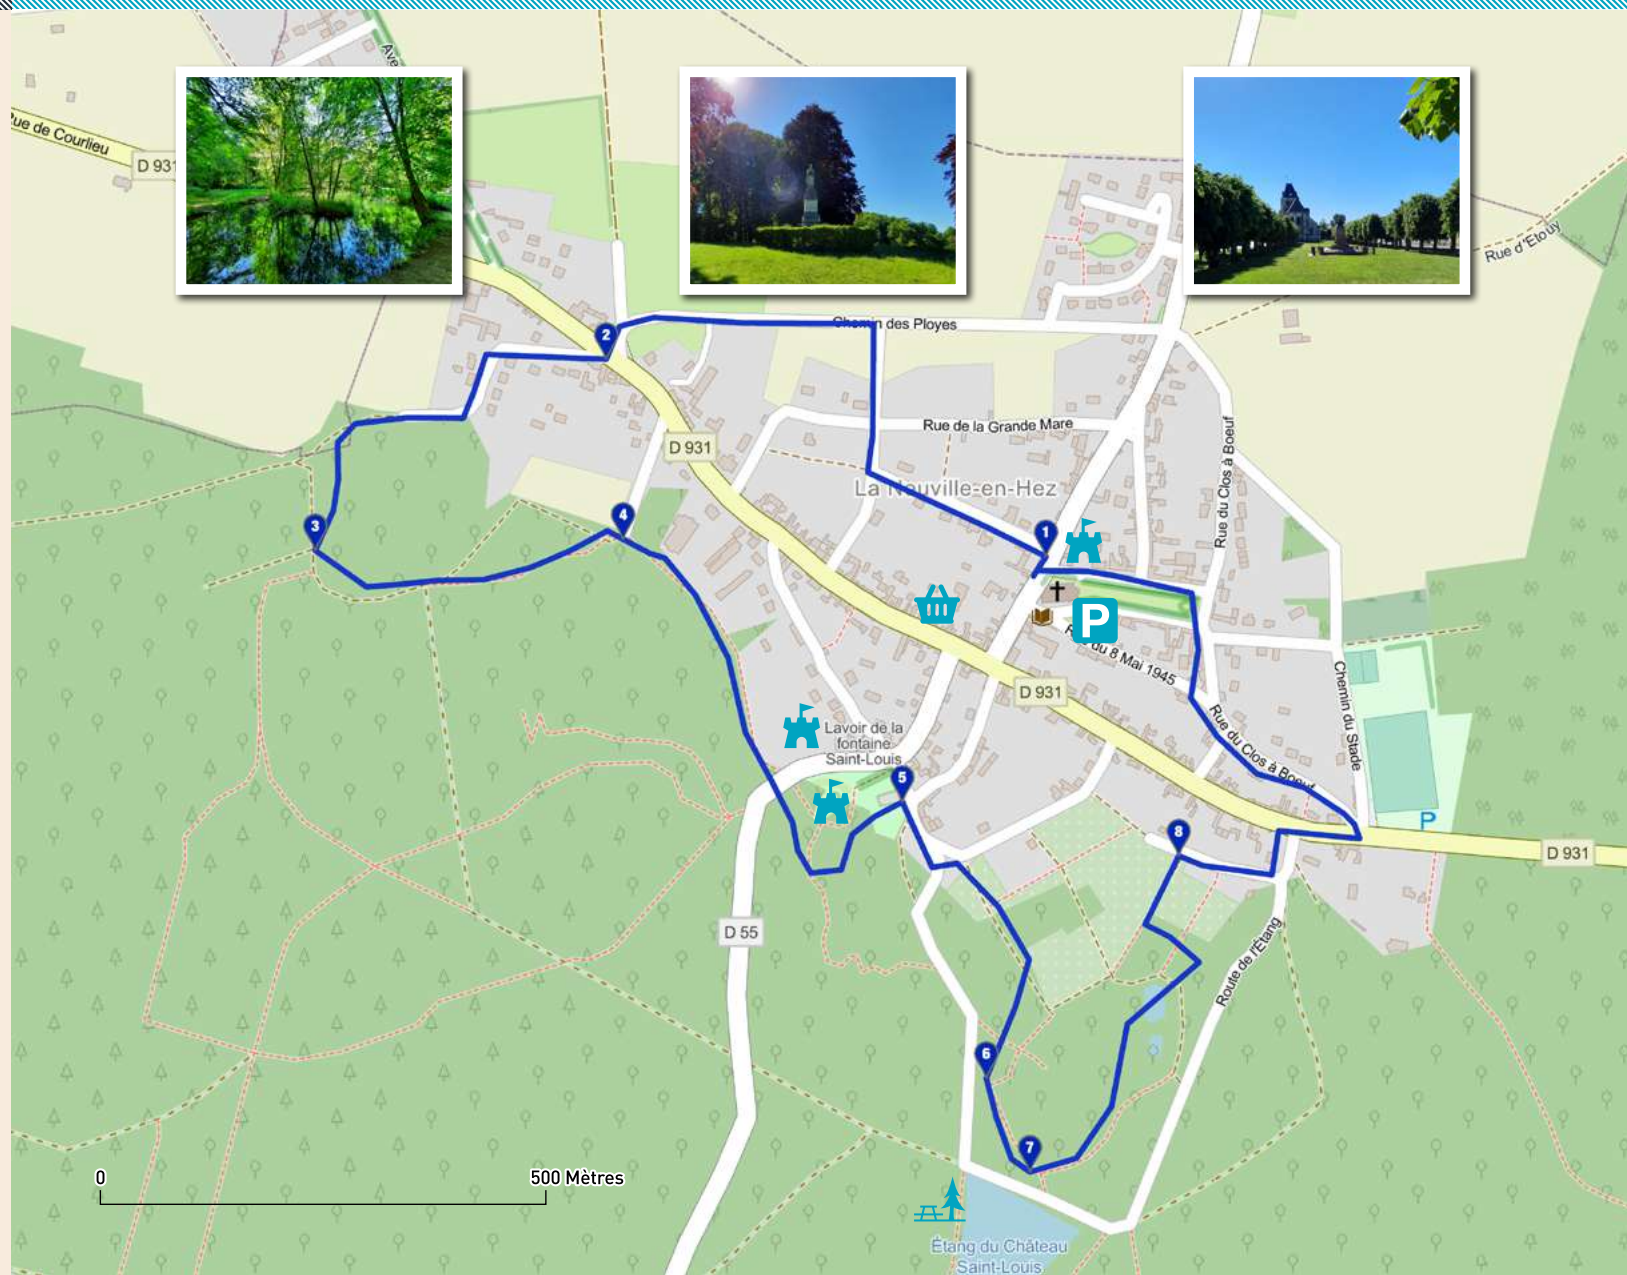 Ave
Rue de Courlieu
D 931
Rue d'Etouy
2
Chemin des Ployes
Rue de la Grande Mare
D 931
Rue du Clos à Boeuf
La Neuville-en-Hez
3
4
1
P
Rue du 8 Mai 1945
D 931
Chemin du Stade
Rue du Clos à Boeuf
Lavoir de la
fontaine
Saint-Louis
5
8
P
D 931
D 55
Route de l'Étang
6
7
0
500 Mètres
Étang du Château
Saint-Louis